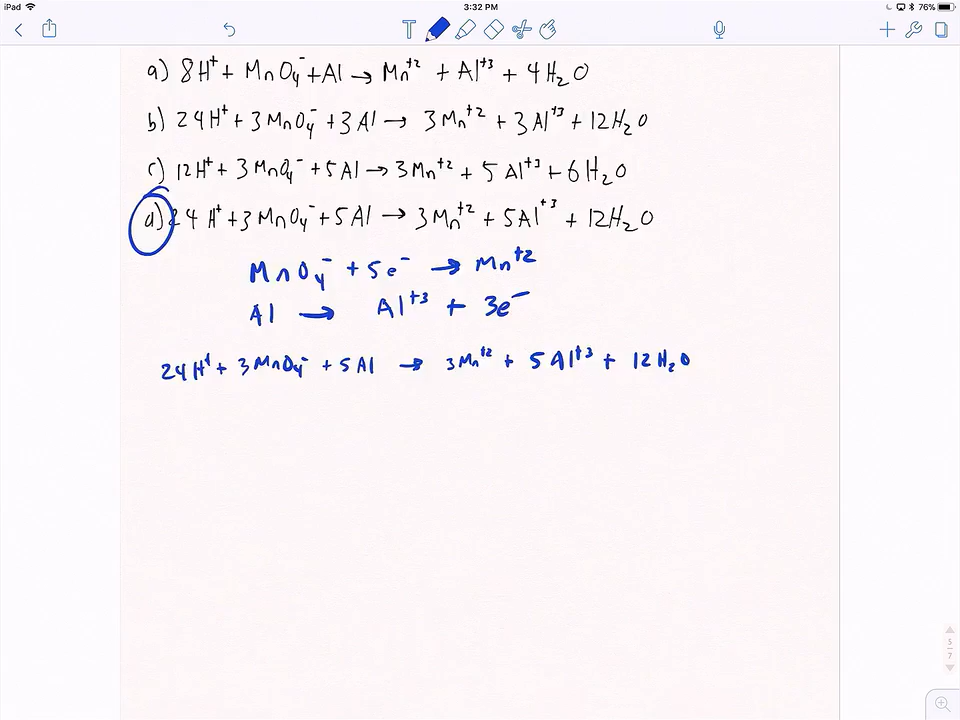 iPad 3:32 PM 76%
T
a) 8H⁺ + MnO₄⁻ + Al → Mn⁺² + Al⁺³ + 4H₂O
b) 24H⁺ + 3MnO₄⁻ + 3Al → 3Mn⁺² + 3Al⁺³ + 12H₂O
c) 12H⁺ + 3MnO₄⁻ + 5Al → 3Mn⁺² + 5Al⁺³ + 6H₂O
d) 24H⁺ + 3MnO₄⁻ + 5Al → 3Mn⁺² + 5Al⁺³ + 12H₂O
MnO₄⁻ + 5e⁻ → Mn⁺²
Al → Al⁺³ + 3e⁻
24H⁺ + 3MnO₄⁻ + 5Al → 3Mn⁺² + 5Al⁺³ + 12H₂O
5
7